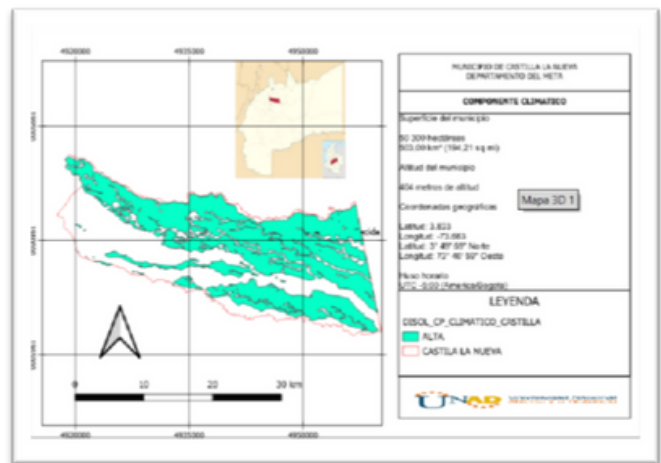 4920000 4935000 4950000
MUNICIPIO DE CASTILLA LA NUEVA
DEPARTAMENTO DEL META
COMPONENTE CLIMATICO
Superficie del municipio
50 309 hectáreas
503,09 km² (194,21 sq mi)
Altitud del municipio
404 metros de altitud
Mapa 3D 1
Coordenadas geográficas
Latitud: 3.833
Longitud: -73.683
Latitud: 3° 49' 59'' Norte
Longitud: 73° 40' 59'' Oeste
Huso horario
UTC -5:00 (America/Bogota)
LEYENDA
DISOL_CP_CLIMATICO_CASTILLA
ALTA
CASTILA LA NUEVA
0 10 20 30 km
4920000 4935000 4950000
UNAD